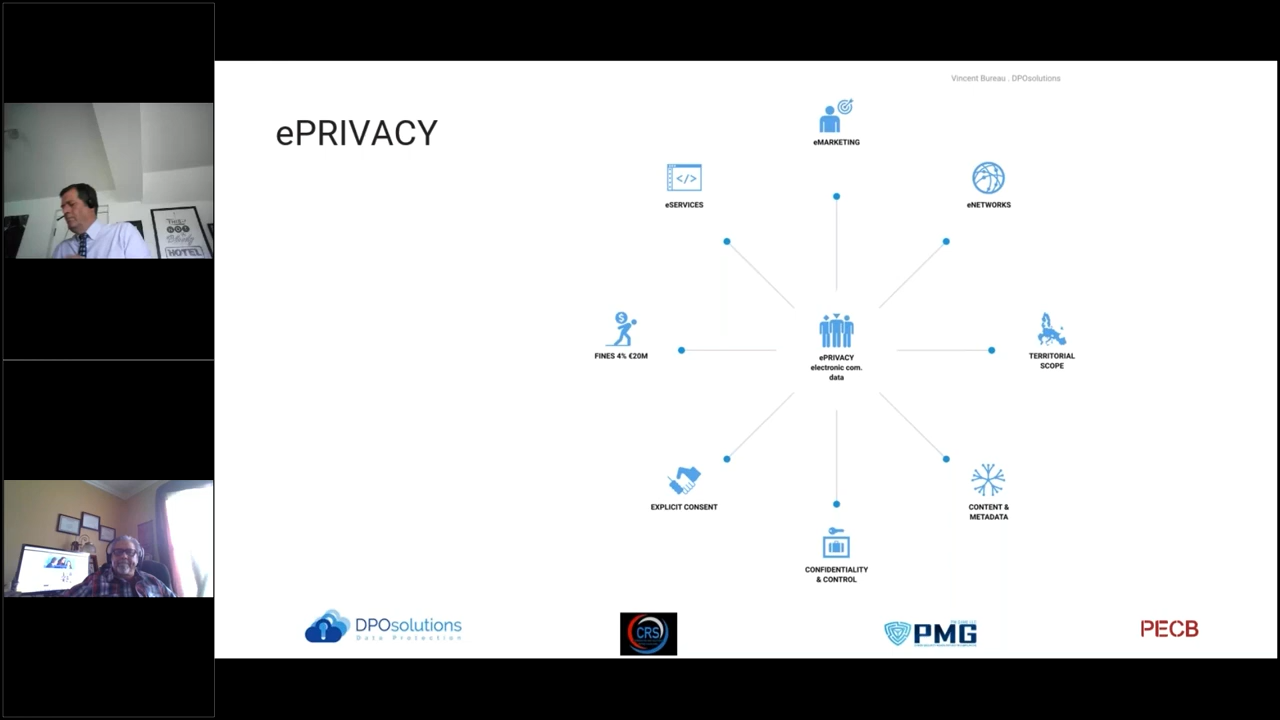 Vincent Bureau . DPOsolutions
ePRIVACY
eMARKETING
eSERVICES
</>
eNETWORKS
$
FINES 4% €20M
ePRIVACY
electronic com.
data
TERRITORIAL
SCOPE
EXPLICIT CONSENT
CONTENT &
METADATA
CONFIDENTIALITY
& CONTROL
DPOsolutions
Data Protection
CRS
PMG
PECB
HOTEL